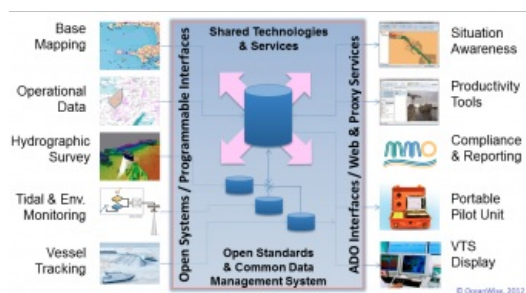 Base
Mapping
Operational
Data
Hydrographic
Survey
Tidal & Env.
Monitoring
Vessel
Tracking
Open Systems / Programmable Interfaces
Shared Technologies
& Services
Open Standards
& Common Data
Management System
ADO Interfaces / Web & Proxy Services
Situation
Awareness
Productivity
Tools
mmo
Compliance
& Reporting
Portable
Pilot Unit
VTS
Display
© OceanWise, 2012